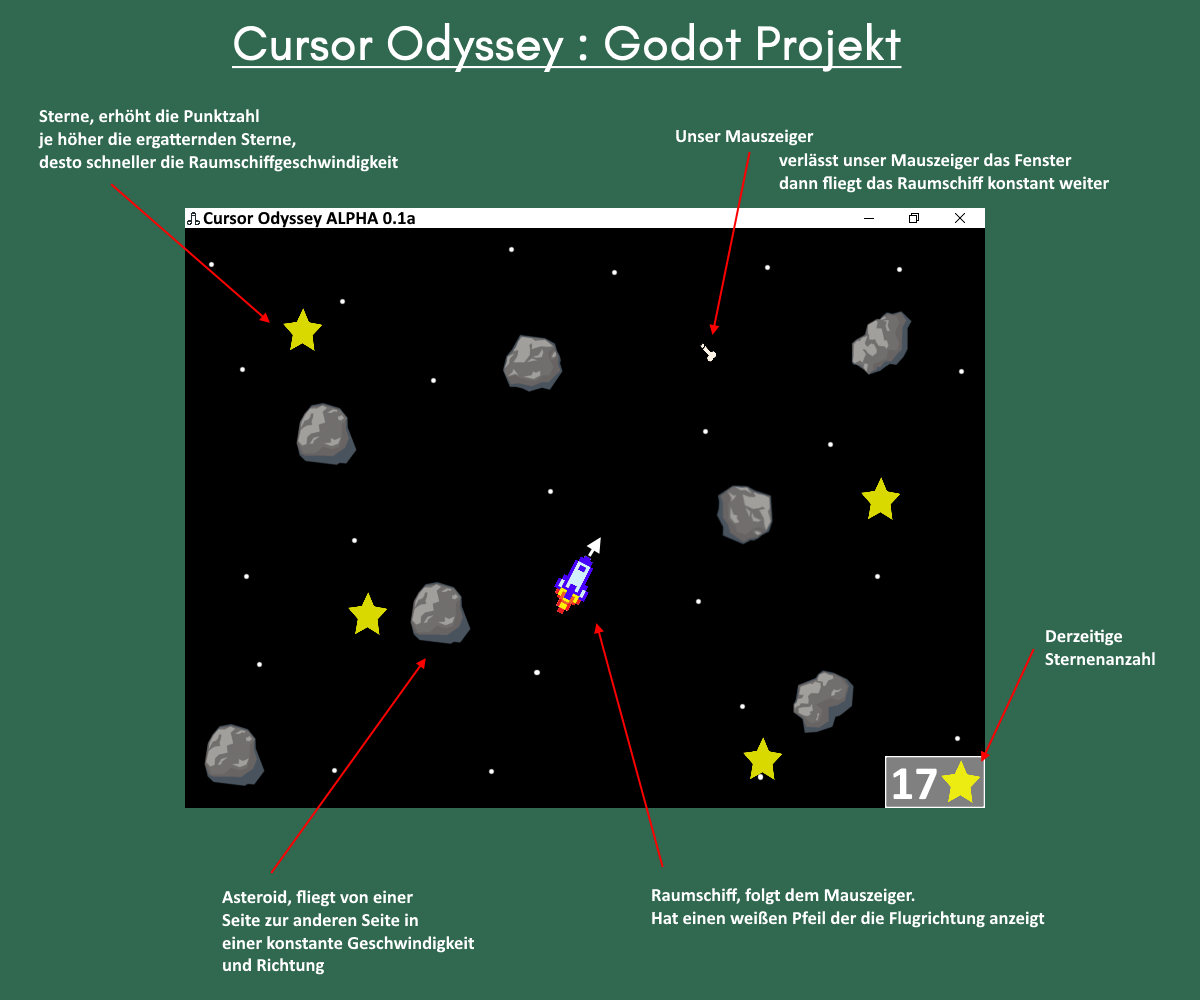 Cursor Odyssey : Godot Projekt
Sterne, erhöht die Punktzahl
je höher die ergatternden Sterne,
desto schneller die Raumschiffgeschwindigkeit
Unser Mauszeiger
verlässt unser Mauszeiger das Fenster
dann fliegt das Raumschiff konstant weiter
Cursor Odyssey ALPHA 0.1a
Derzeitige
Sternenanzahl
17
Asteroid, fliegt von einer
Seite zur anderen Seite in
einer konstante Geschwindigkeit
und Richtung
Raumschiff, folgt dem Mauszeiger.
Hat einen weißen Pfeil der die Flugrichtung anzeigt